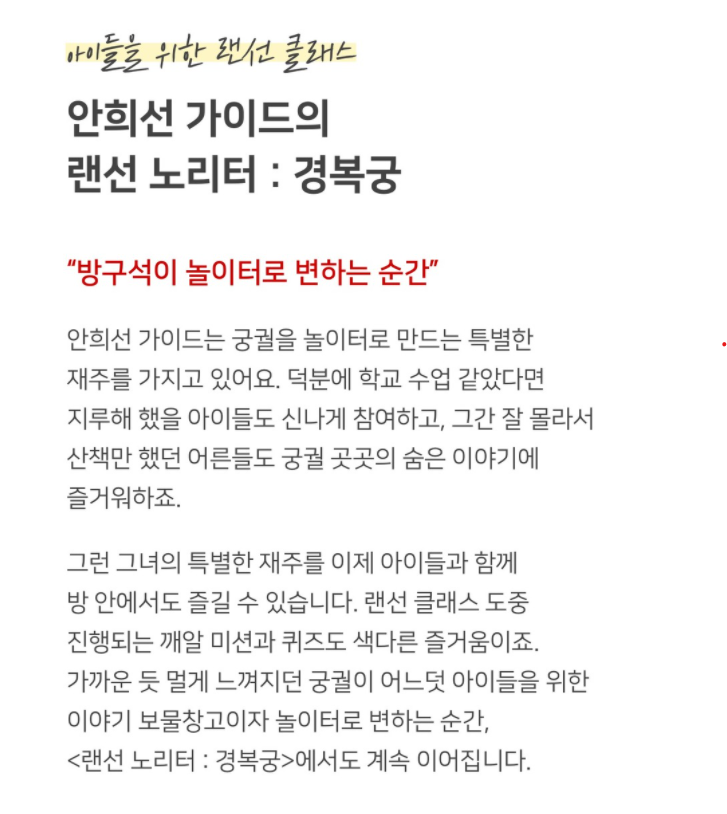 아이들을 위한 랜선 클래스
안희선 가이드의
랜선 노리터 : 경복궁
“방구석이 놀이터로 변하는 순간”
안희선 가이드는 궁궐을 놀이터로 만드는 특별한
재주를 가지고 있어요. 덕분에 학교 수업 같았다면
지루해 했을 아이들도 신나게 참여하고, 그간 잘 몰라서
산책만 했던 어른들도 궁궐 곳곳의 숨은 이야기에
즐거워하죠.
그런 그녀의 특별한 재주를 이제 아이들과 함께
방 안에서도 즐길 수 있습니다. 랜선 클래스 도중
진행되는 깨알 미션과 퀴즈도 색다른 즐거움이죠.
가까운 듯 멀게 느껴지던 궁궐이 어느덧 아이들을 위한
이야기 보물창고이자 놀이터로 변하는 순간,
<랜선 노리터 : 경복궁>에서도 계속 이어집니다.